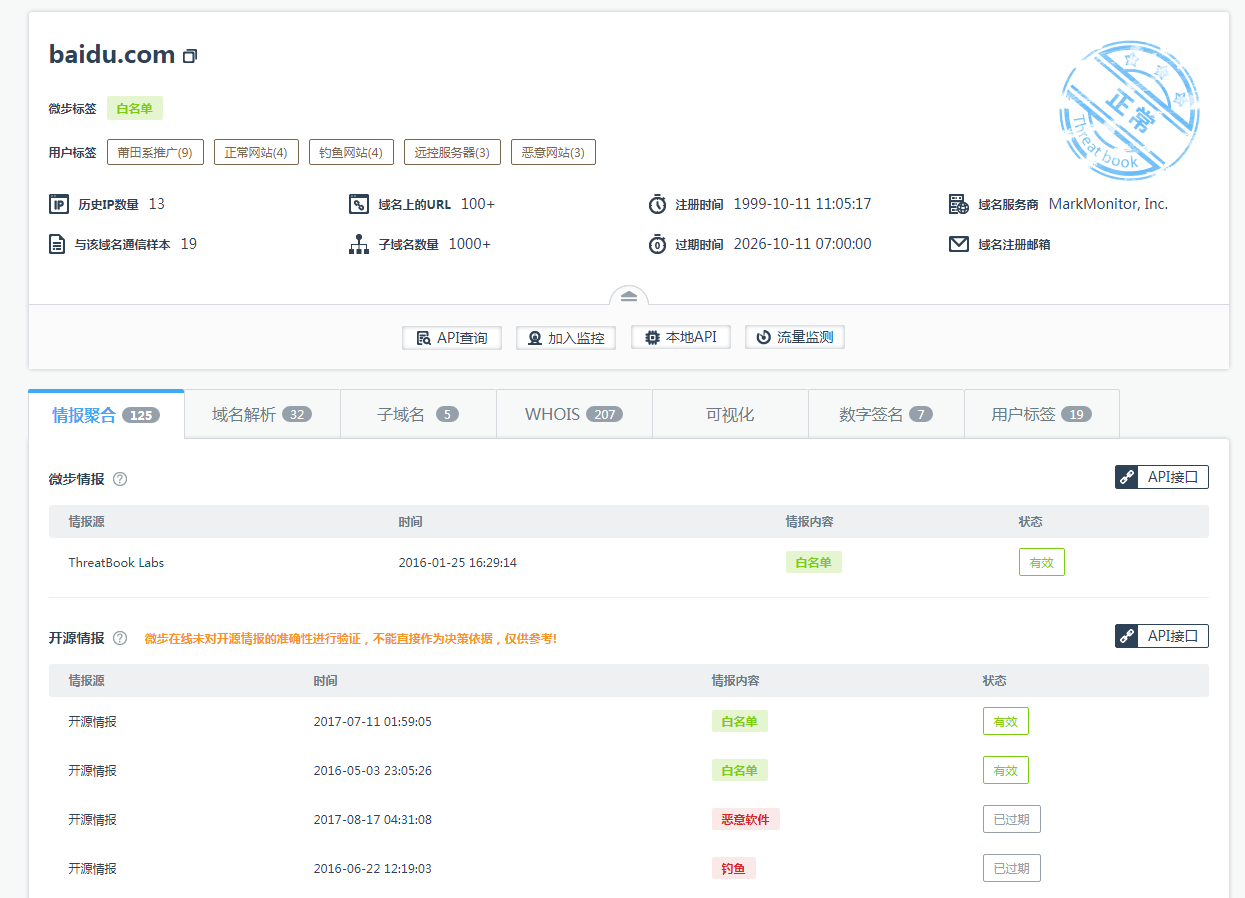 baidu.com
微步标签 白名单
用户标签 莆田系推广(9) 正常网站(4) 钓鱼网站(4) 远控服务器(3) 恶意网站(3)
正常
Threat book
IP 历史IP数量 13 域名上的URL 100+ 注册时间 1999-10-11 11:05:17 域名服务商 MarkMonitor, Inc.
与该域名通信样本 19 子域名数量 1000+ 过期时间 2026-10-11 07:00:00 域名注册邮箱
API查询 加入监控 本地API 流量监测
情报聚合 125 域名解析 32 子域名 5 WHOIS 207 可视化 数字签名 7 用户标签 19
微步情报 ? API接口
情报源 时间 情报内容 状态
ThreatBook Labs 2016-01-25 16:29:14 白名单 有效
开源情报 ? 微步在线未对开源情报的准确性进行验证，不能直接作为决策依据，仅供参考! API接口
情报源 时间 情报内容 状态
开源情报 2017-07-11 01:59:05 白名单 有效
开源情报 2016-05-03 23:05:26 白名单 有效
开源情报 2017-08-17 04:31:08 恶意软件 已过期
开源情报 2016-06-22 12:19:03 钓鱼 已过期